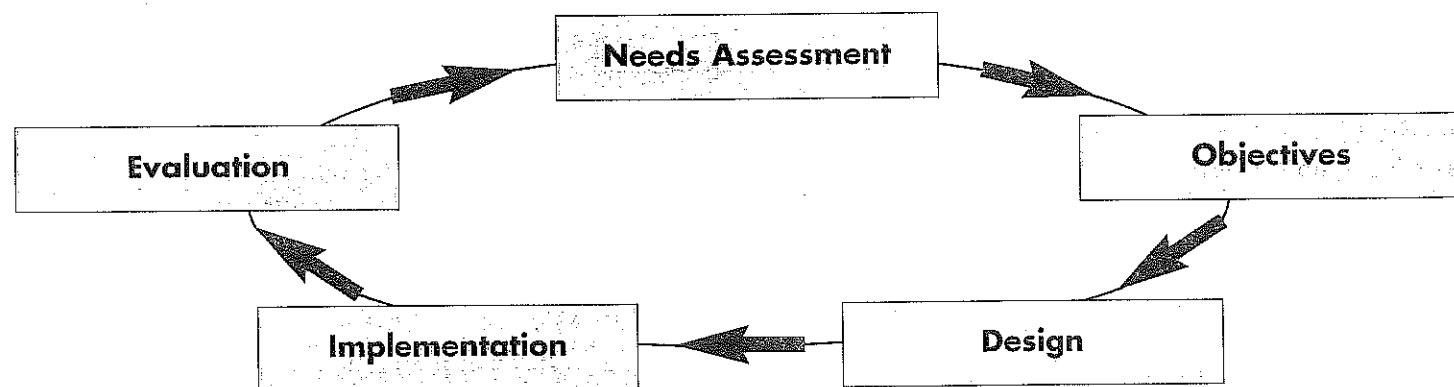 Needs Assessment
Objectives
Design
Implementation
Evaluation